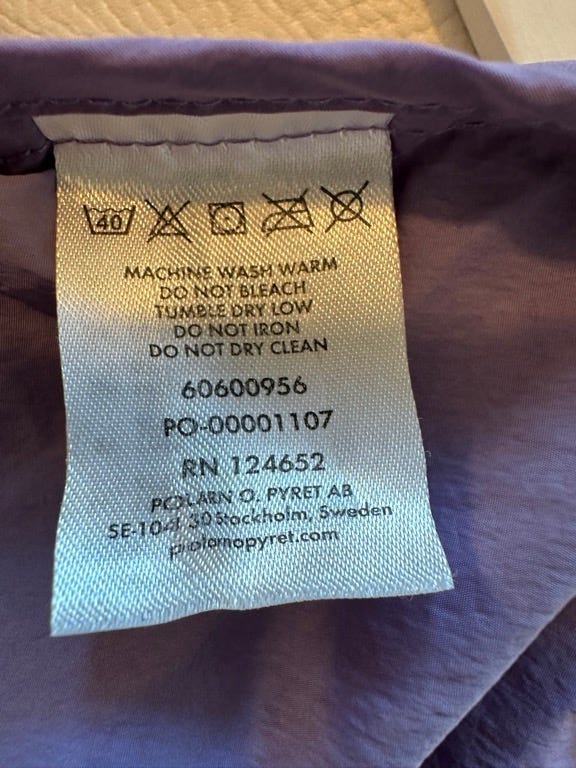 40
MACHINE WASH WARM
DO NOT BLEACH
TUMBLE DRY LOW
DO NOT IRON
DO NOT DRY CLEAN
60600956
PO-00001107
RN 124652
POLARN O. PYRET AB
Stockholm, Sweden
polarnopyret.com